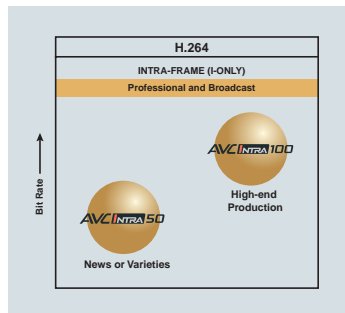 H.264
INTRA-FRAME (I-ONLY)
Professional and Broadcast
AVC INTRA 100
High-end
Production
Bit Rate
AVC INTRA 50
News or Varieties